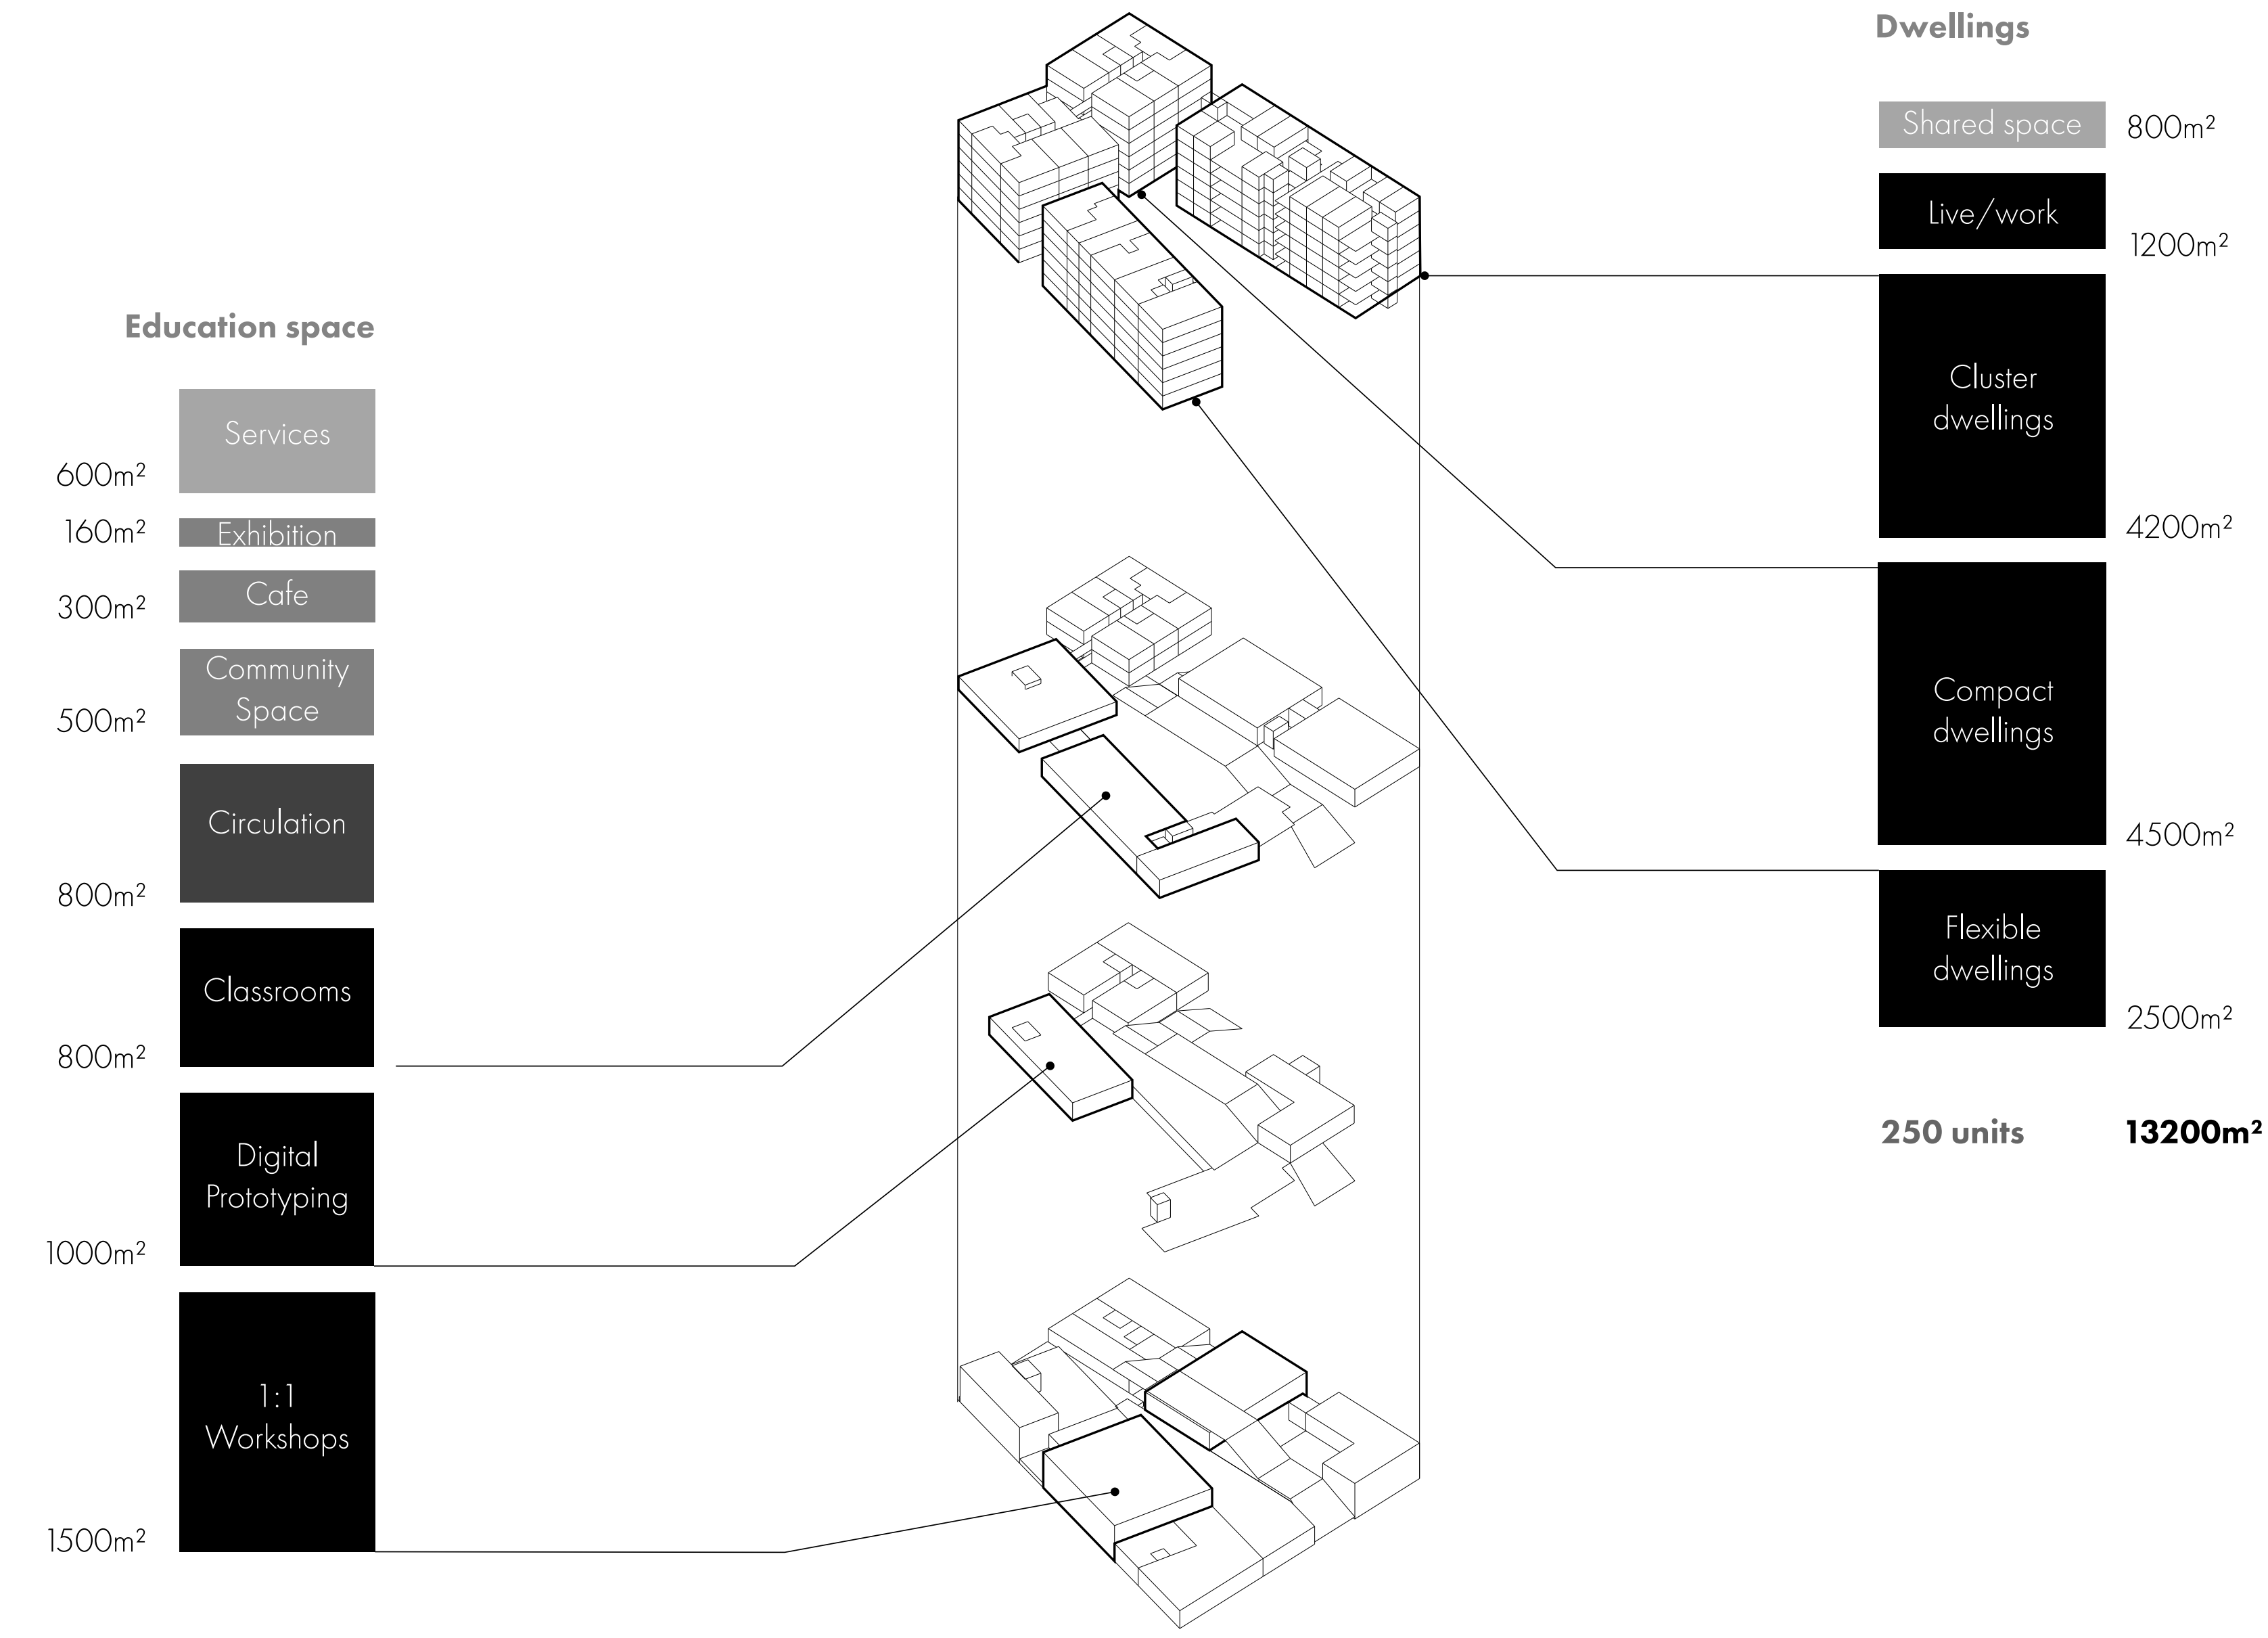 Education space
Services
600m²
Exhibition
160m²
Cafe
300m²
Community
Space
500m²
Circulation
800m²
Classrooms
800m²
Digital
Prototyping
1000m²
1:1
Workshops
1500m²
Dwellings
Shared space
800m²
Live/work
1200m²
Cluster
dwellings
4200m²
Compact
dwellings
4500m²
Flexible
dwellings
2500m²
250 units 13200m²